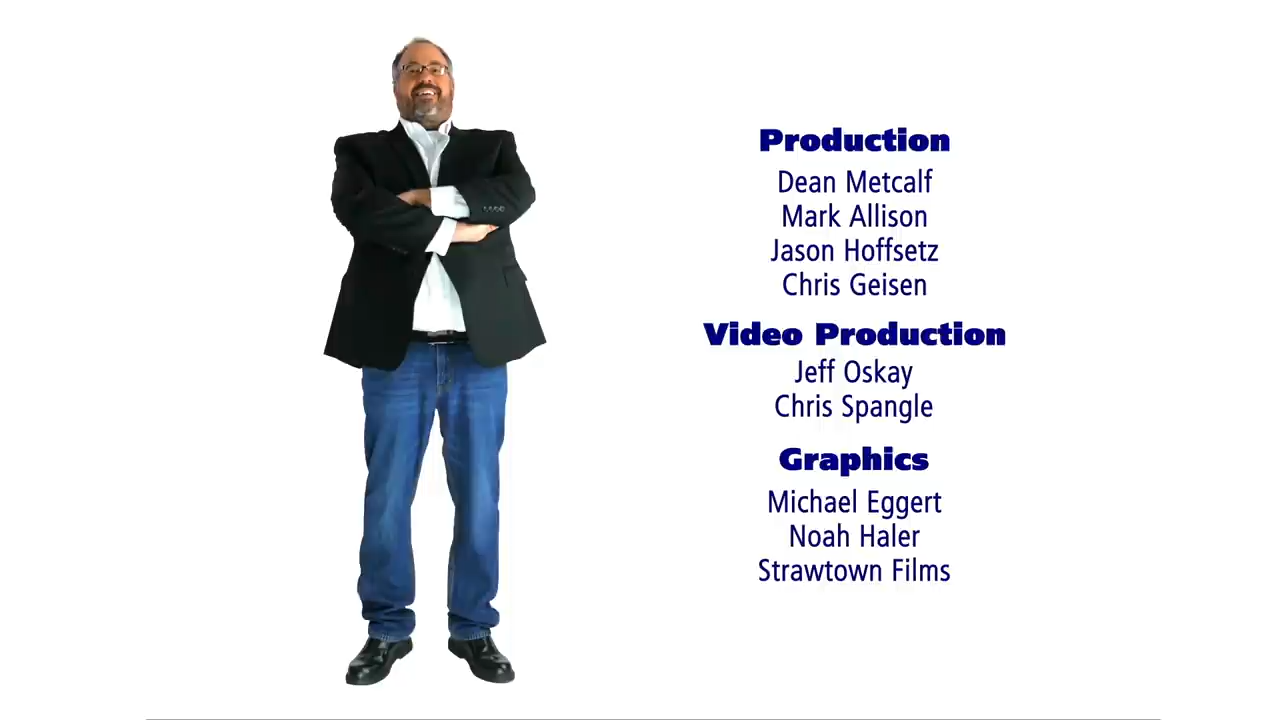 Production
Dean Metcalf
Mark Allison
Jason Hoffsetz
Chris Geisen
Video Production
Jeff Oskay
Chris Spangle
Graphics
Michael Eggert
Noah Haler
Strawtown Films